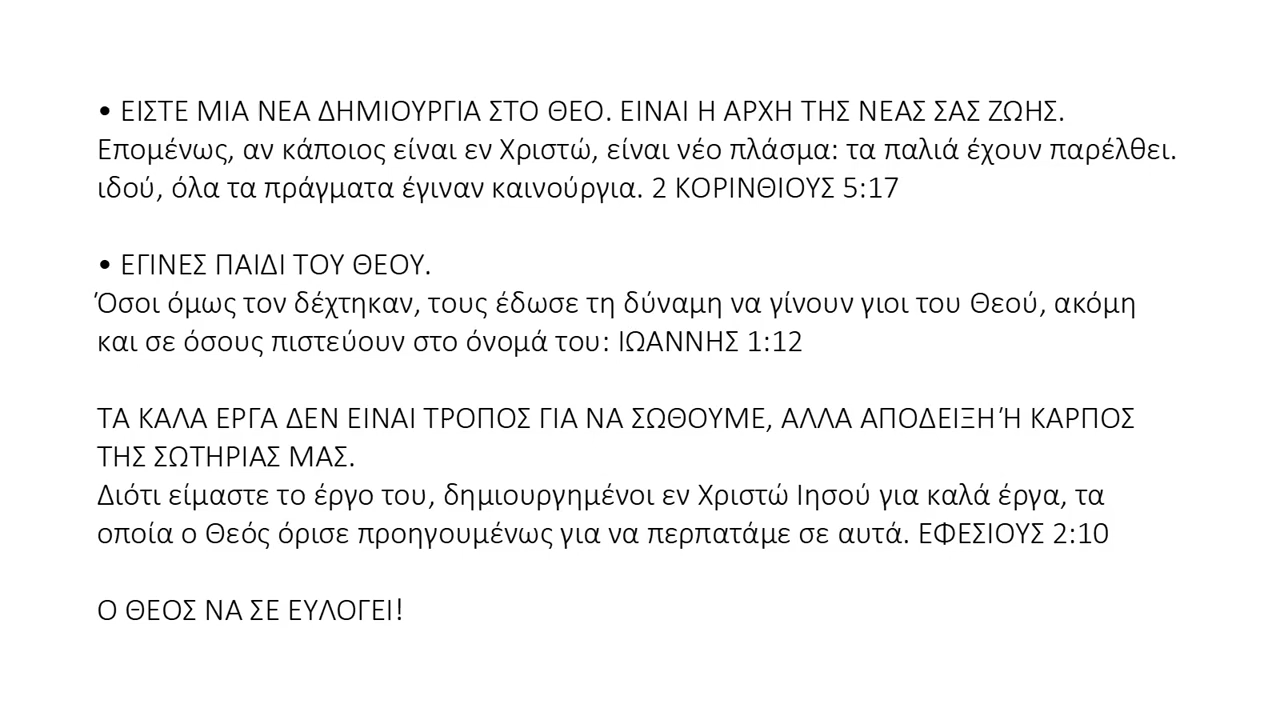 • ΕΙΣΤΕ ΜΙΑ ΝΕΑ ΔΗΜΙΟΥΡΓΙΑ ΣΤΟ ΘΕΟ. ΕΙΝΑΙ Η ΑΡΧΗ ΤΗΣ ΝΕΑΣ ΣΑΣ ΖΩΗΣ.
Επομένως, αν κάποιος είναι εν Χριστώ, είναι νέο πλάσμα: τα παλιά έχουν παρέλθει.
ιδού, όλα τα πράγματα έγιναν καινούργια. 2 ΚΟΡΙΝΘΙΟΥΣ 5:17
• ΕΓΙΝΕΣ ΠΑΙΔΙ ΤΟΥ ΘΕΟΥ.
Όσοι όμως τον δέχτηκαν, τους έδωσε τη δύναμη να γίνουν γιοι του Θεού, ακόμη
και σε όσους πιστεύουν στο όνομά του: ΙΩΑΝΝΗΣ 1:12
ΤΑ ΚΑΛΑ ΕΡΓΑ ΔΕΝ ΕΙΝΑΙ ΤΡΟΠΟΣ ΓΙΑ ΝΑ ΣΩΘΟΥΜΕ, ΑΛΛΑ ΑΠΟΔΕΙΞΗ Ή ΚΑΡΠΟΣ
ΤΗΣ ΣΩΤΗΡΙΑΣ ΜΑΣ.
Διότι είμαστε το έργο του, δημιουργημένοι εν Χριστώ Ιησού για καλά έργα, τα
οποία ο Θεός όρισε προηγουμένως για να περπατάμε σε αυτά. ΕΦΕΣΙΟΥΣ 2:10
Ο ΘΕΟΣ ΝΑ ΣΕ ΕΥΛΟΓΕΙ!